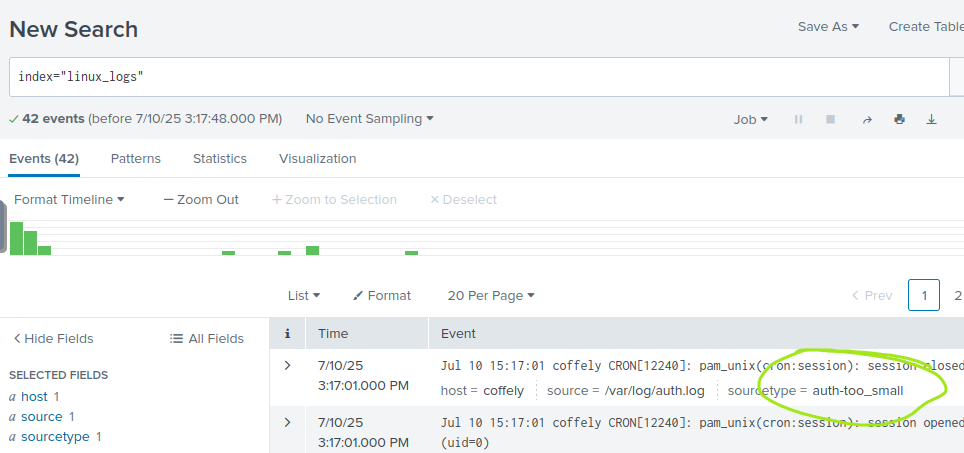 New Search
Save As
Create Table
index="linux_logs"
42 events (before 7/10/25 3:17:48.000 PM)
No Event Sampling
Job
Events (42)
Patterns
Statistics
Visualization
Format Timeline
— Zoom Out
+ Zoom to Selection
× Deselect
List
Format
20 Per Page
< Prev
1
2
< Hide Fields
All Fields
i
Time
Event
SELECTED FIELDS
a host 1
a source 1
a sourcetype 1
>
7/10/25
3:17:01.000 PM
Jul 10 15:17:01 coffely CRON[12240]: pam_unix(cron:session): session closed
host = coffely
source = /var/log/auth.log
sourcetype = auth-too_small
>
7/10/25
3:17:01.000 PM
Jul 10 15:17:01 coffely CRON[12240]: pam_unix(cron:session): session opened
(uid=0)